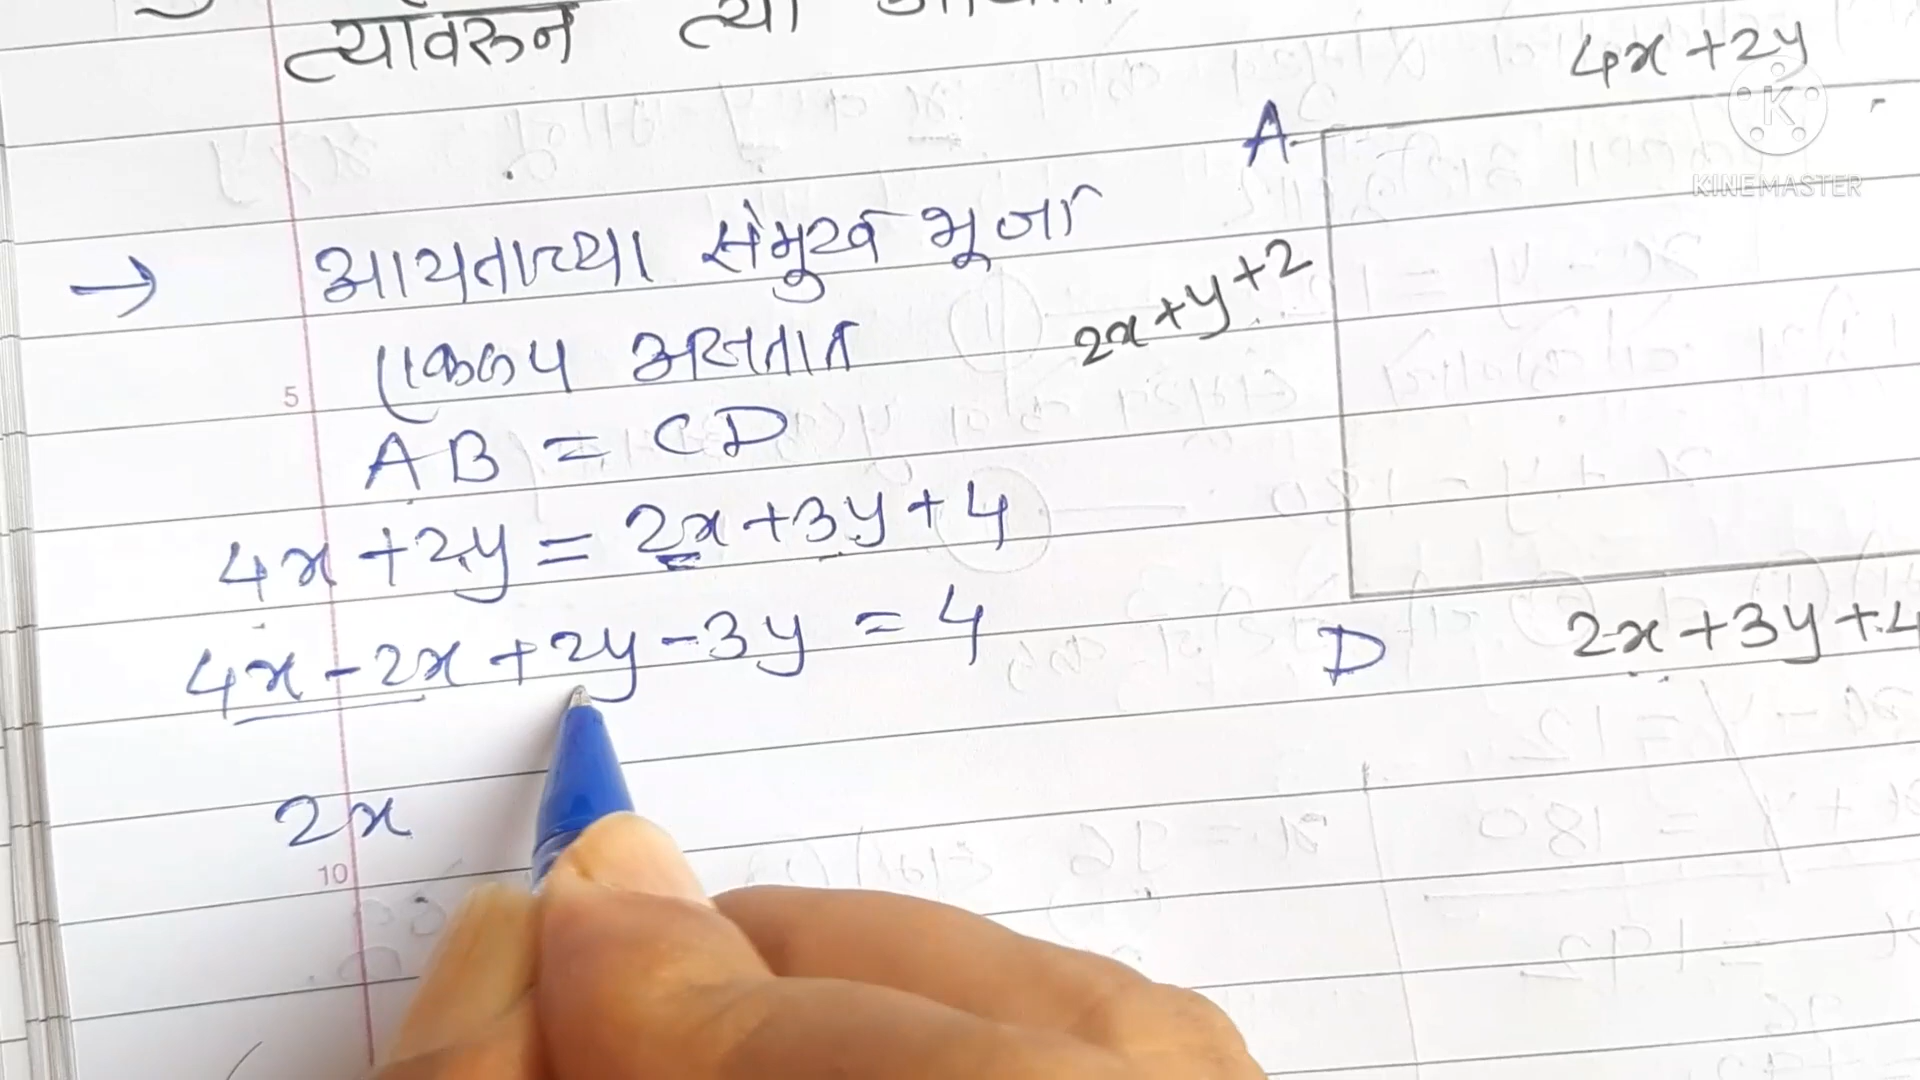 त्यावरून त्या
4x+2y
A
KINEMASTER
→ आयताच्या संमुख भूजा
2x+y+2
एकरूप असतात
5
AB = CD
4x+2y = 2x+3y+4
4x-2x+2y-3y = 4
D
2x+3y+4
2x
10